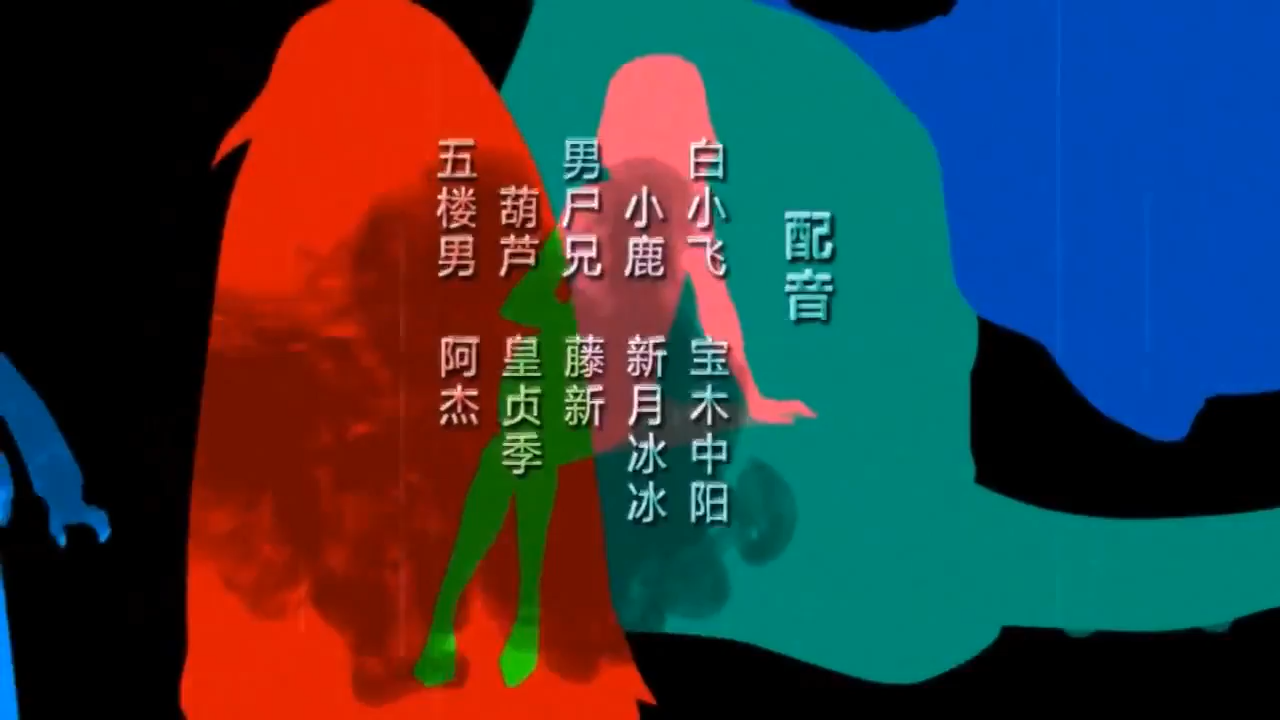 配音
白小飞 宝木中阳
小鹿 新月冰冰
男尸兄 藤新
葫芦 皇贞季
五楼男 阿杰